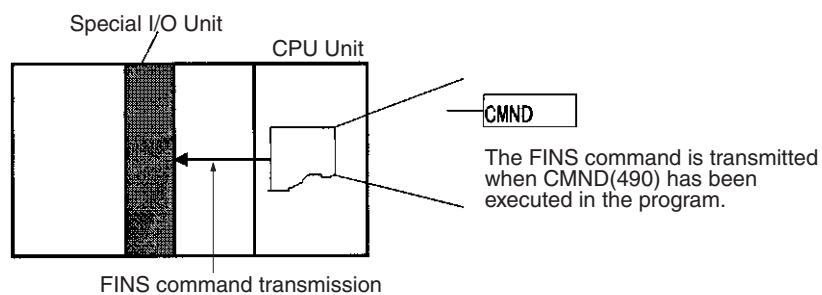 Special I/O Unit
CPU Unit
CMND
The FINS command is transmitted
when CMND(490) has been
executed in the program.
FINS command transmission